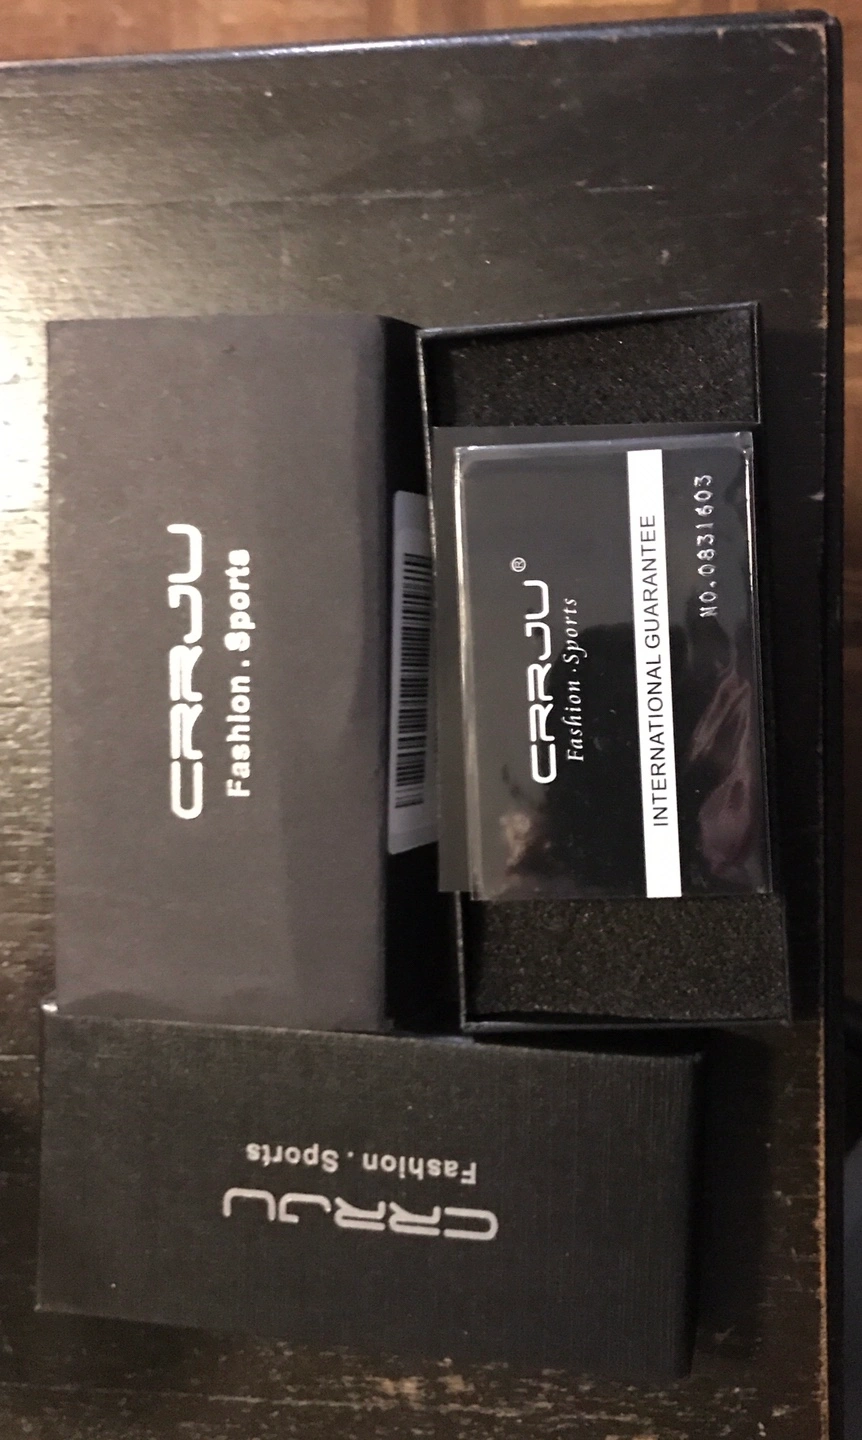 CRRJU
Fashion.Sports
CRRJU®
Fashion·Sports
INTERNATIONAL GUARANTEE
NO.0831603
CRRJU
Fashion.Sports